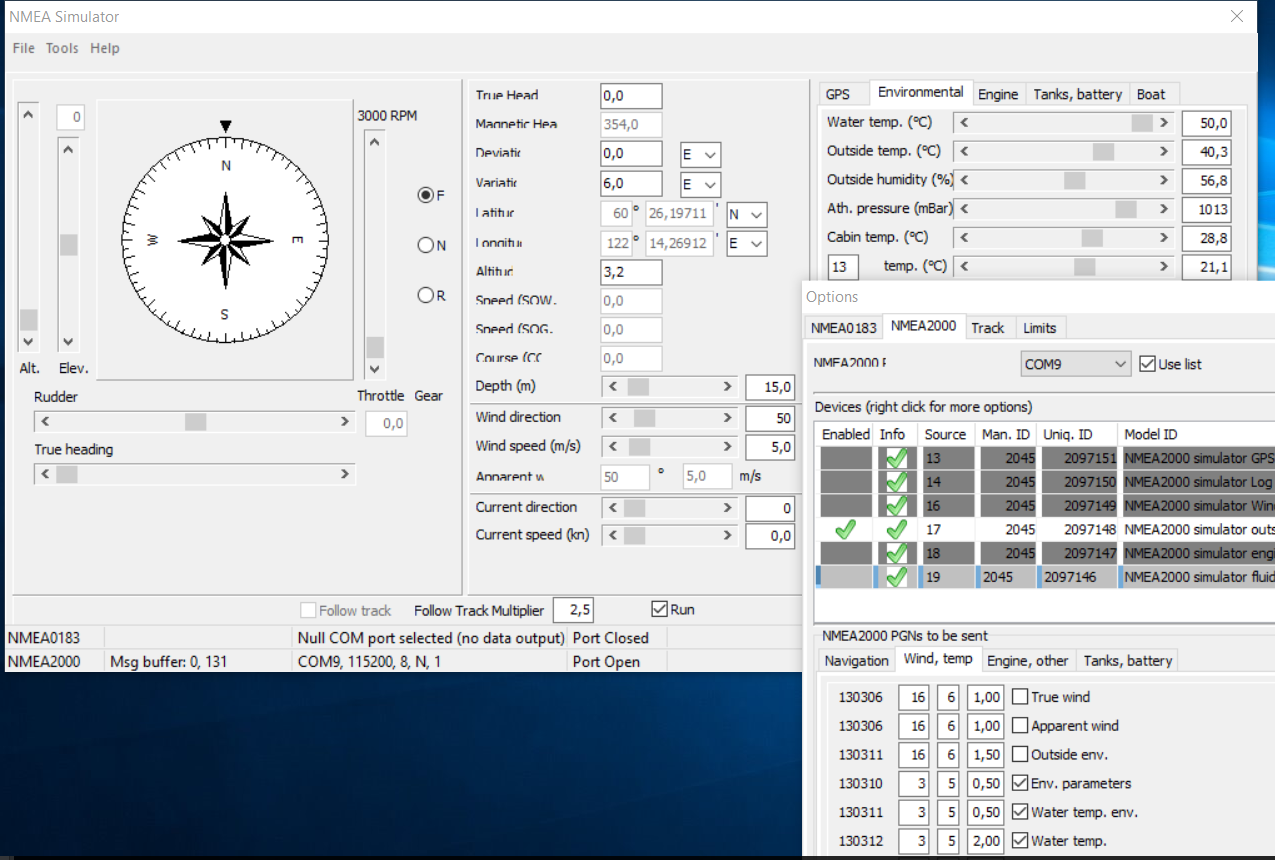 NMEA Simulator
File Tools Help
0
3000 RPM
N
W
E
S
F
N
R
Alt. Elev.
Rudder
Throttle Gear
0,0
True heading
True Head 0,0
Magnetic Hea 354,0
Deviatic 0,0 E
Variatic 6,0 E
Latituc 60 ° 26,19711 ' N
Longitu 122 ° 14,26912 ' E
Altitud 3,2
Speed (SOW. 0,0
Speed (SOG. 0,0
Course (CC 0,0
Depth (m) 15,0
Wind direction 50
Wind speed (m/s) 5,0
Apparent w 50 ° 5,0 m/s
Current direction 0
Current speed (kn) 0,0
GPS Environmental Engine Tanks, battery Boat
Water temp. (°C) 50,0
Outside temp. (°C) 40,3
Outside humidity (%) 56,8
Ath. pressure (mBar) 1013
Cabin temp. (°C) 28,8
13 temp. (°C) 21,1
Follow track Follow Track Multiplier 2,5 Run
NMEA0183 Null COM port selected (no data output) Port Closed
NMEA2000 Msg buffer: 0, 131 COM9, 115200, 8, N, 1 Port Open
Options
NMEA0183 NMEA2000 Track Limits
NMEA2000 F COM9 Use list
Devices (right click for more options)
Enabled Info Source Man. ID Uniq. ID Model ID
13 2045 2097151 NMEA2000 simulator GPS
14 2045 2097150 NMEA2000 simulator Log
16 2045 2097149 NMEA2000 simulator Win
17 2045 2097148 NMEA2000 simulator outs
18 2045 2097147 NMEA2000 simulator engi
19 2045 2097146 NMEA2000 simulator fluid
NMEA2000 PGNs to be sent
Navigation Wind, temp Engine, other Tanks, battery
130306 16 6 1,00 True wind
130306 16 6 1,00 Apparent wind
130311 16 6 1,50 Outside env.
130310 3 5 0,50 Env. parameters
130311 3 5 0,50 Water temp. env.
130312 3 5 2,00 Water temp.